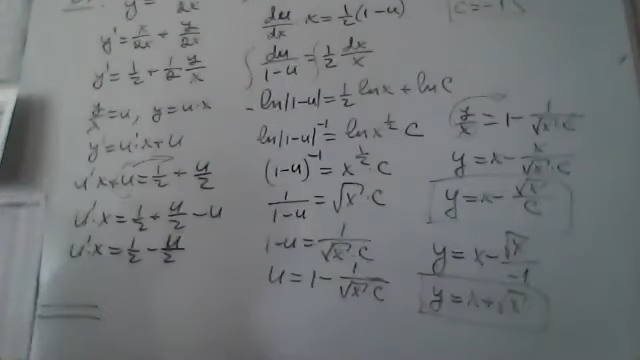 y' = x/2x + y/2x
y' = 1/2 + 1/2 y/x
y/x = u, y = u·x
y' = u'x + u
u'x + u = 1/2 + u/2
u'·x = 1/2 + u/2 - u
u'x = 1/2 - u/2
du/dx x = 1/2 (1-u)
∫ du/1-u = ∫ 1/2 dx/x
-ln|1-u| = 1/2 ln x + ln C
ln|1-u|^-1 = ln x^1/2 C
(1-u)^-1 = x^1/2 · C
1/1-u = √x · C
1-u = 1/√x · C
u = 1 - 1/√x · C
C = -1
y/x = 1 - 1/√x · C
y = x - x/√x · C
y = x - √x/C
y = x - √x/-1
y = x + √x